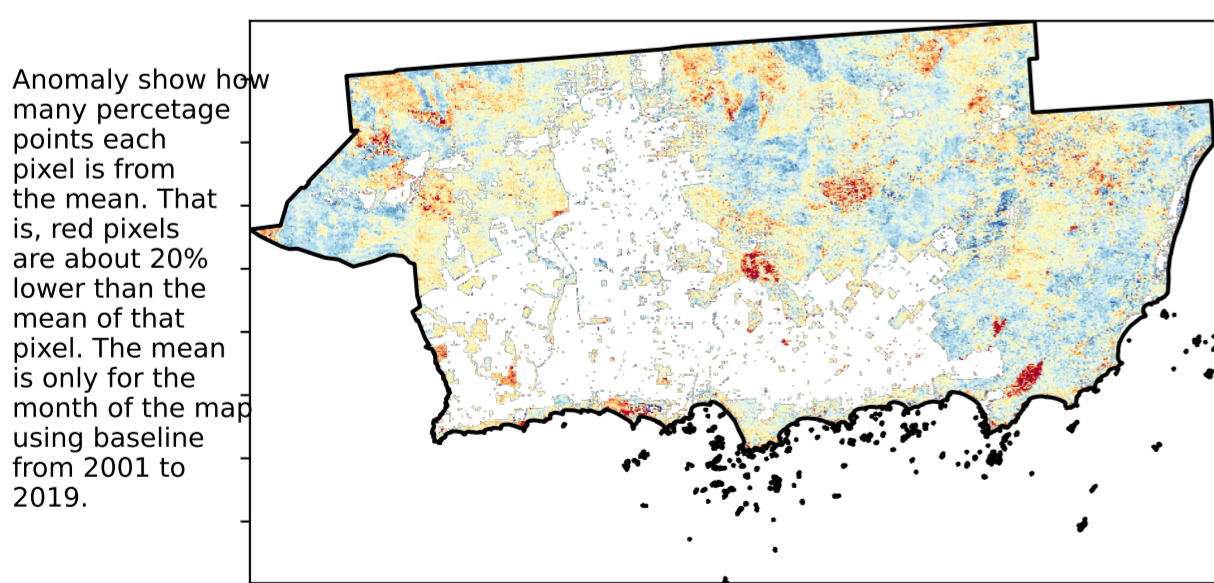 Anomaly show how
many percetage
points each
pixel is from
the mean. That
is, red pixels
are about 20%
lower than the
mean of that
pixel. The mean
is only for the
month of the map
using baseline
from 2001 to
2019.